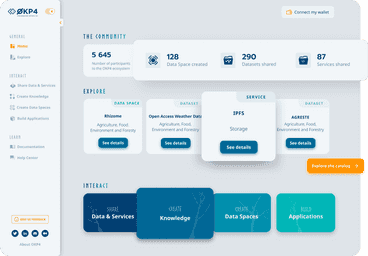 OKP4
Connect my wallet
GENERAL
Home
Explore
INTERACT
Share Data & Services
Create Knowledge
Create Data Spaces
Build Applications
LEARN
Documentation
Help Center
About OKP4
THE COMMUNITY
5 645
Number of participants
in the OKP4 ecosystem
128
Data Space created
290
Datasets shared
87
Services shared
EXPLORE
DATA SPACE
Rhizome
Agriculture, Food,
Environment and Forestry
See details
DATASET
Open Access Weather Data
Agriculture, Food,
Environment and Forestry
See details
SERVICE
IPFS
Storage
See details
DATASET
AGRESTE
Agriculture, Food,
Environment and Forestry
See details
Explore the catalog
INTERACT
SHARE
Data & Services
CREATE
Knowledge
CREATE
Data Spaces
BUILD
Applications